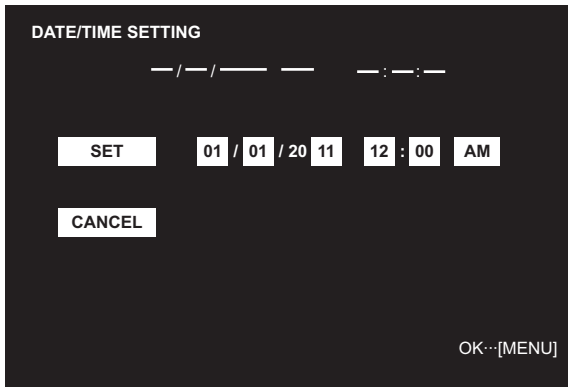 DATE/TIME SETTING
—/—/—— — —:—:—
SET 01 / 01 / 20 11 12 : 00 AM
CANCEL
OK···[MENU]